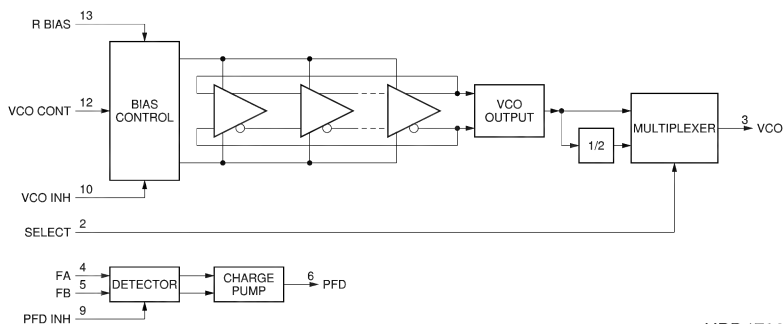 13
R BIAS
12
VCO CONT
BIAS
CONTROL
10
VCO INH
2
SELECT
VCO
OUTPUT
1/2
MULTIPLEXER
3
VCO
4
FA
5
FB
9
PFD INH
DETECTOR
CHARGE
PUMP
6
PFD